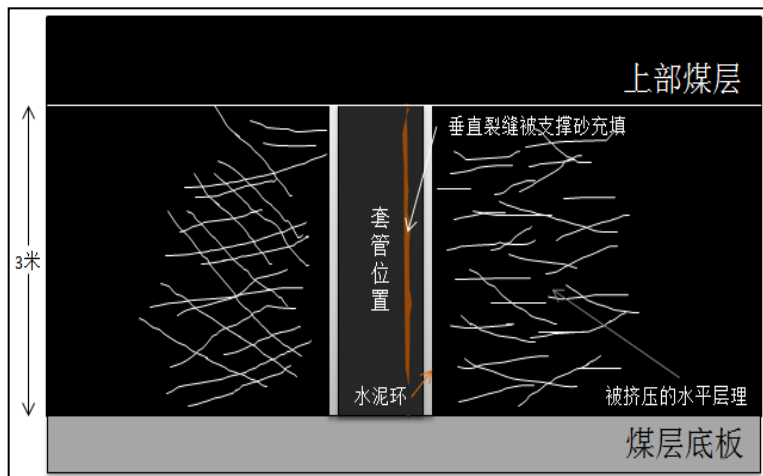 上部煤层
垂直裂缝被支撑砂充填
套管位置
3米
水泥环
被挤压的水平层理
煤层底板